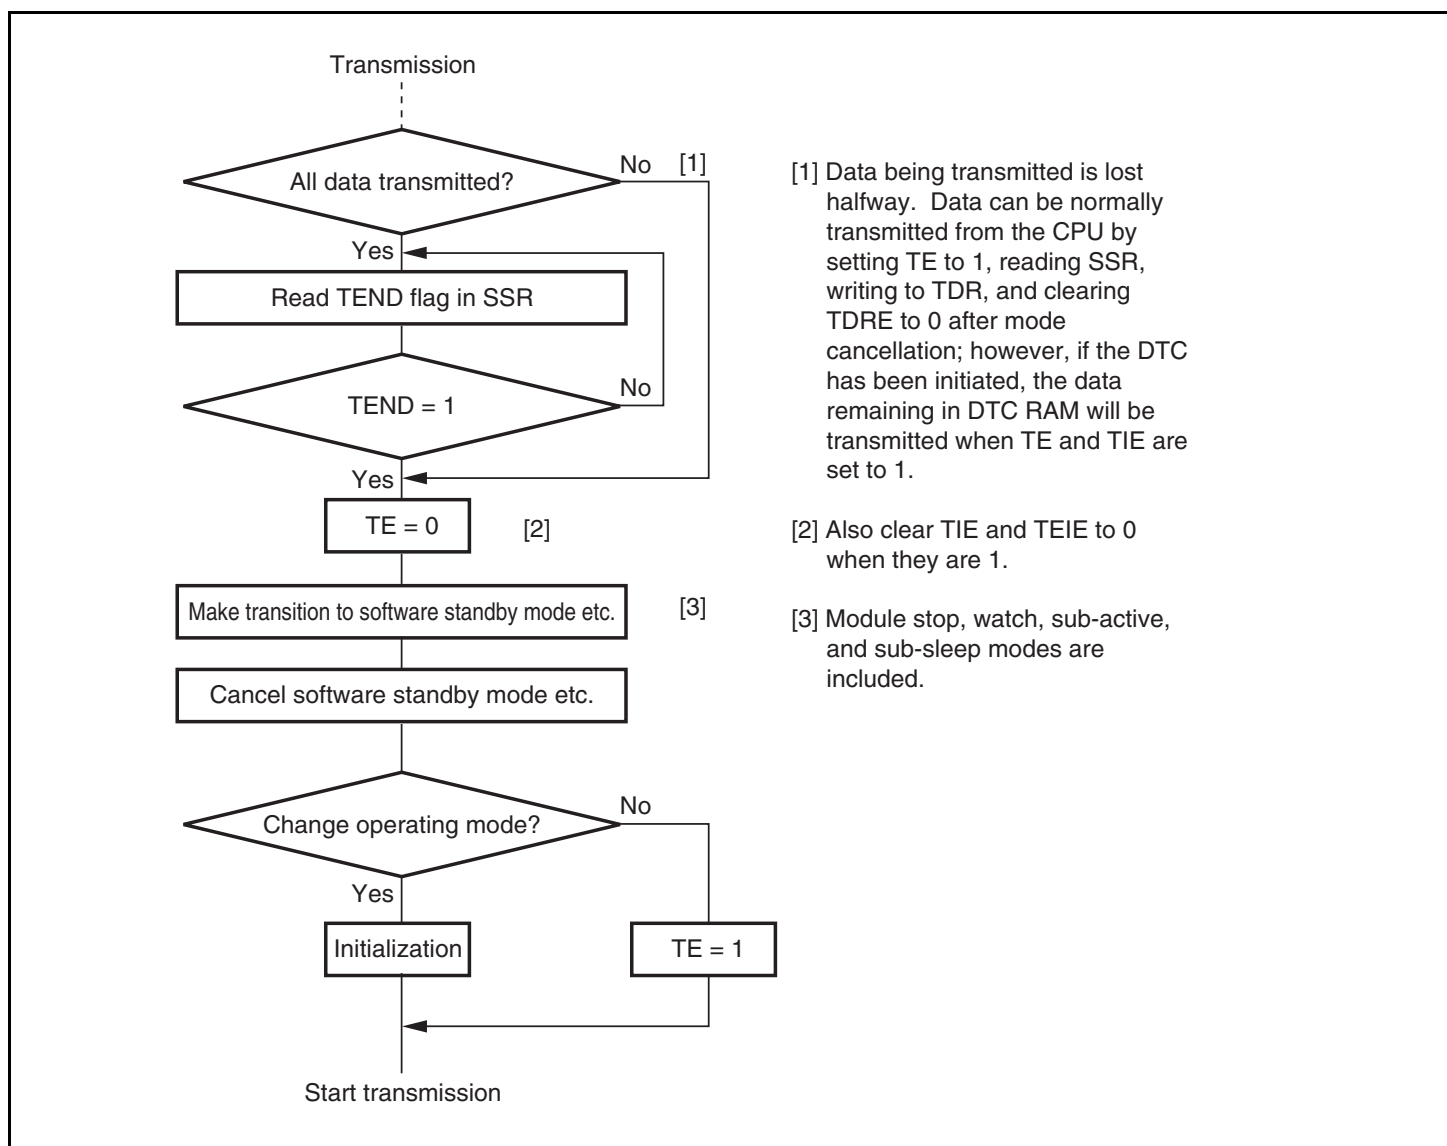 Transmission
All data transmitted?
No
[1]
Yes
Read TEND flag in SSR
TEND = 1
No
Yes
TE = 0
[2]
Make transition to software standby mode etc.
[3]
Cancel software standby mode etc.
Change operating mode?
No
Yes
Initialization
TE = 1
Start transmission
[1] Data being transmitted is lost
halfway. Data can be normally
transmitted from the CPU by
setting TE to 1, reading SSR,
writing to TDR, and clearing
TDRE to 0 after mode
cancellation; however, if the DTC
has been initiated, the data
remaining in DTC RAM will be
transmitted when TE and TIE are
set to 1.
[2] Also clear TIE and TEIE to 0
when they are 1.
[3] Module stop, watch, sub-active,
and sub-sleep modes are
included.